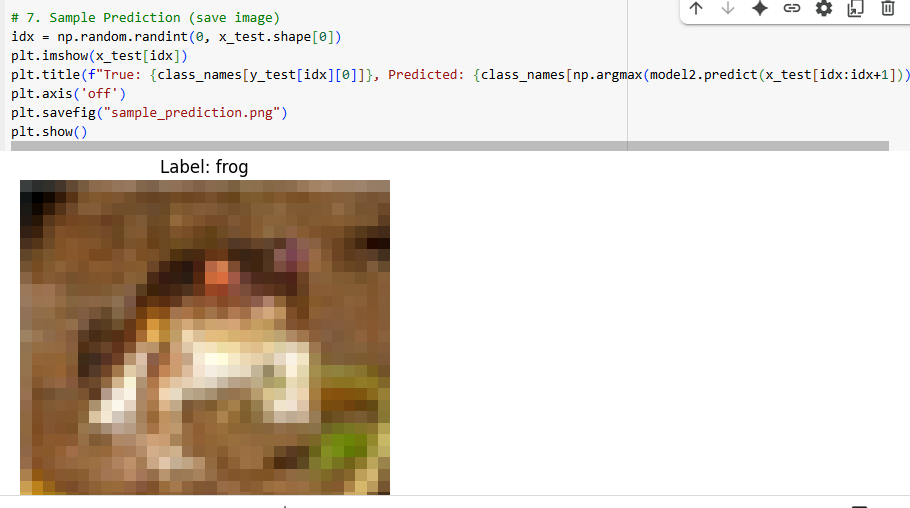 # 7. Sample Prediction (save image)
idx = np.random.randint(0, x_test.shape[0])
plt.imshow(x_test[idx])
plt.title(f"True: {class_names[y_test[idx][0]]}, Predicted: {class_names[np.argmax(model2.predict(x_test[idx:idx+1]))
plt.axis('off')
plt.savefig("sample_prediction.png")
plt.show()
Label: frog